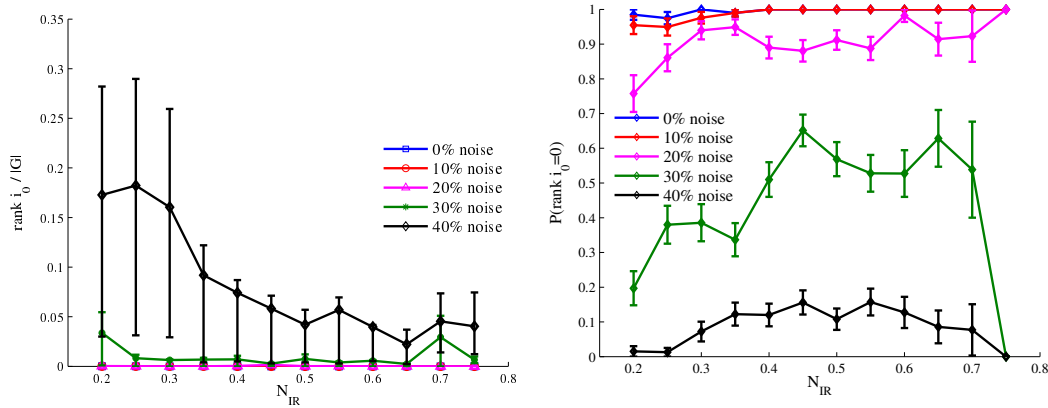 0.35
0.3
0.25
0.2
0.15
0.1
0.05
0
rank i_0 / |G|
0% noise
10% noise
20% noise
30% noise
40% noise
0.2 0.3 0.4 0.5 0.6 0.7 0.8
N_IR
1
0.9
0.8
0.7
0.6
0.5
0.4
0.3
0.2
0.1
0
P(rank i_0=0)
0% noise
10% noise
20% noise
30% noise
40% noise
0.2 0.3 0.4 0.5 0.6 0.7 0.8
N_IR